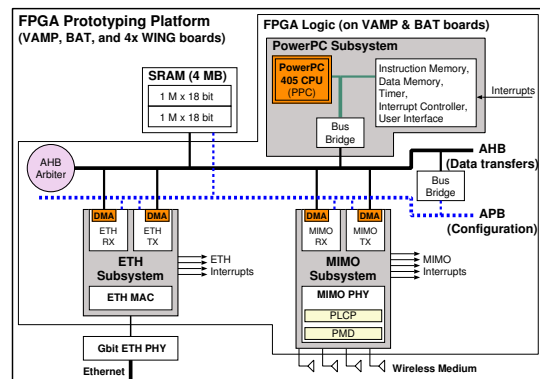 FPGA Prototyping Platform
(VAMP, BAT, and 4x WING boards)
FPGA Logic (on VAMP & BAT boards)
PowerPC Subsystem
PowerPC
405 CPU
(PPC)
Instruction Memory,
Data Memory,
Timer,
Interrupt Controller,
User Interface
Interrupts
Bus
Bridge
SRAM (4 MB)
1 M x 18 bit
1 M x 18 bit
AHB
Arbiter
AHB
(Data transfers)
Bus
Bridge
APB
(Configuration)
DMA
ETH
RX
DMA
ETH
TX
ETH
Subsystem
ETH MAC
ETH
Interrupts
DMA
MIMO
RX
DMA
MIMO
TX
MIMO
Subsystem
MIMO PHY
PLCP
PMD
MIMO
Interrupts
Gbit ETH PHY
Ethernet
Wireless Medium